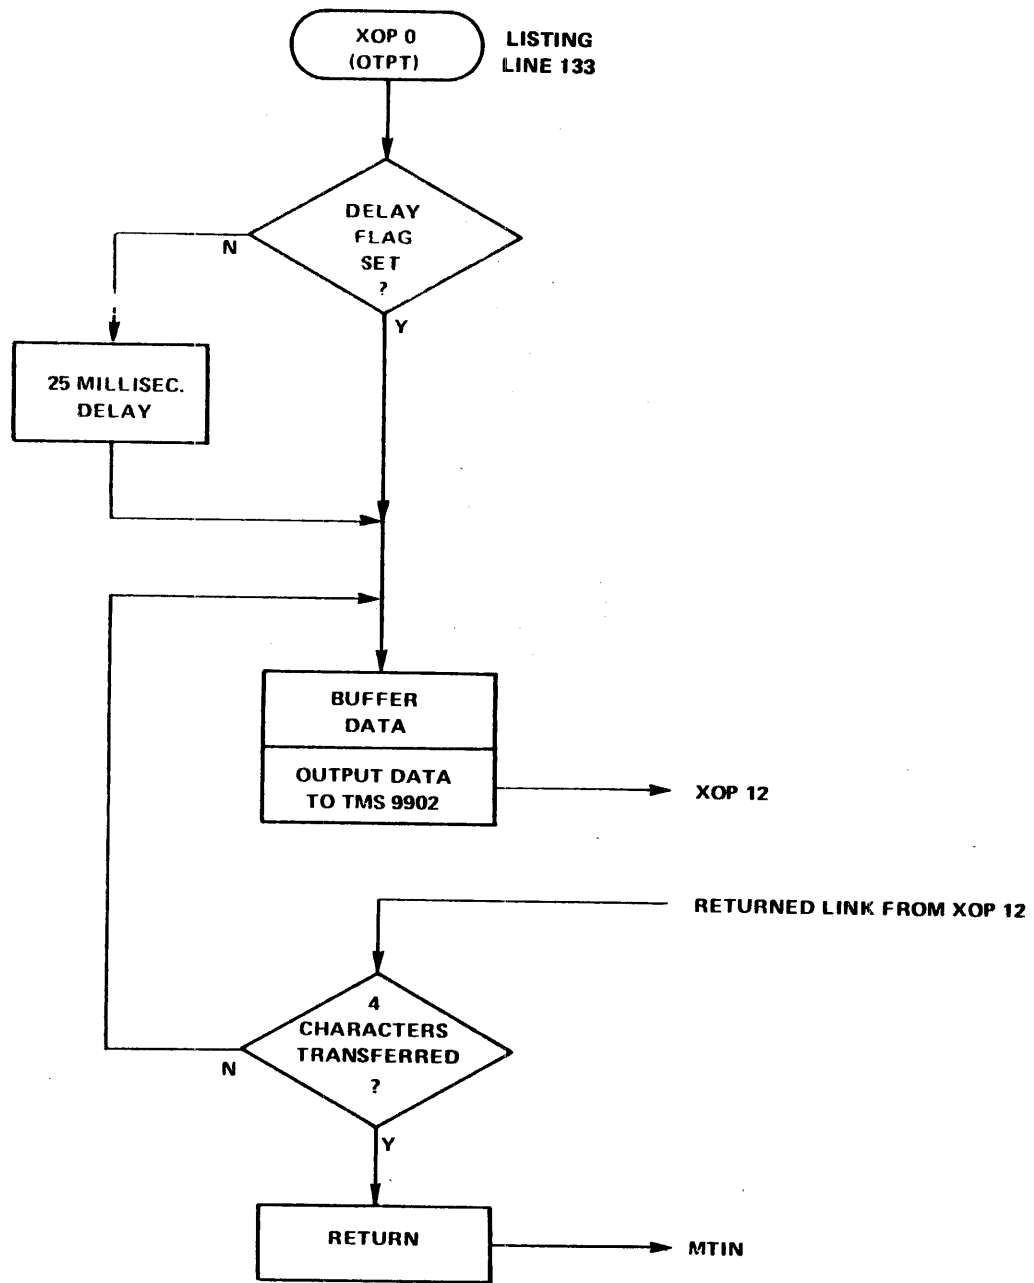 XOP 0
(OTPT)
LISTING
LINE 133
DELAY
FLAG
SET
?
N
Y
25 MILLISEC.
DELAY
BUFFER
DATA
OUTPUT DATA
TO TMS 9902
XOP 12
RETURNED LINK FROM XOP 12
4
CHARACTERS
TRANSFERRED
?
N
Y
RETURN
MTIN